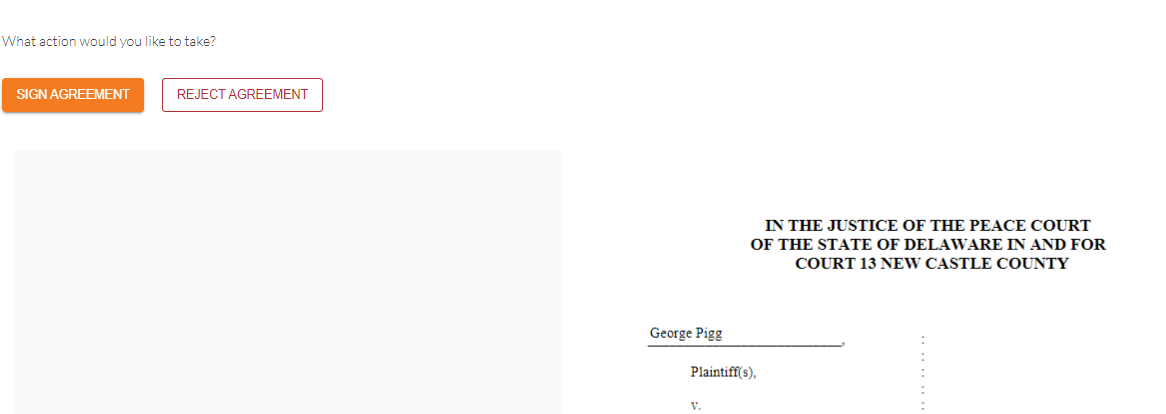 What action would you like to take?
SIGN AGREEMENT
REJECT AGREEMENT
IN THE JUSTICE OF THE PEACE COURT
OF THE STATE OF DELAWARE IN AND FOR
COURT 13 NEW CASTLE COUNTY
George Pigg
,
:
:
Plaintiff(s),
:
:
v.
: